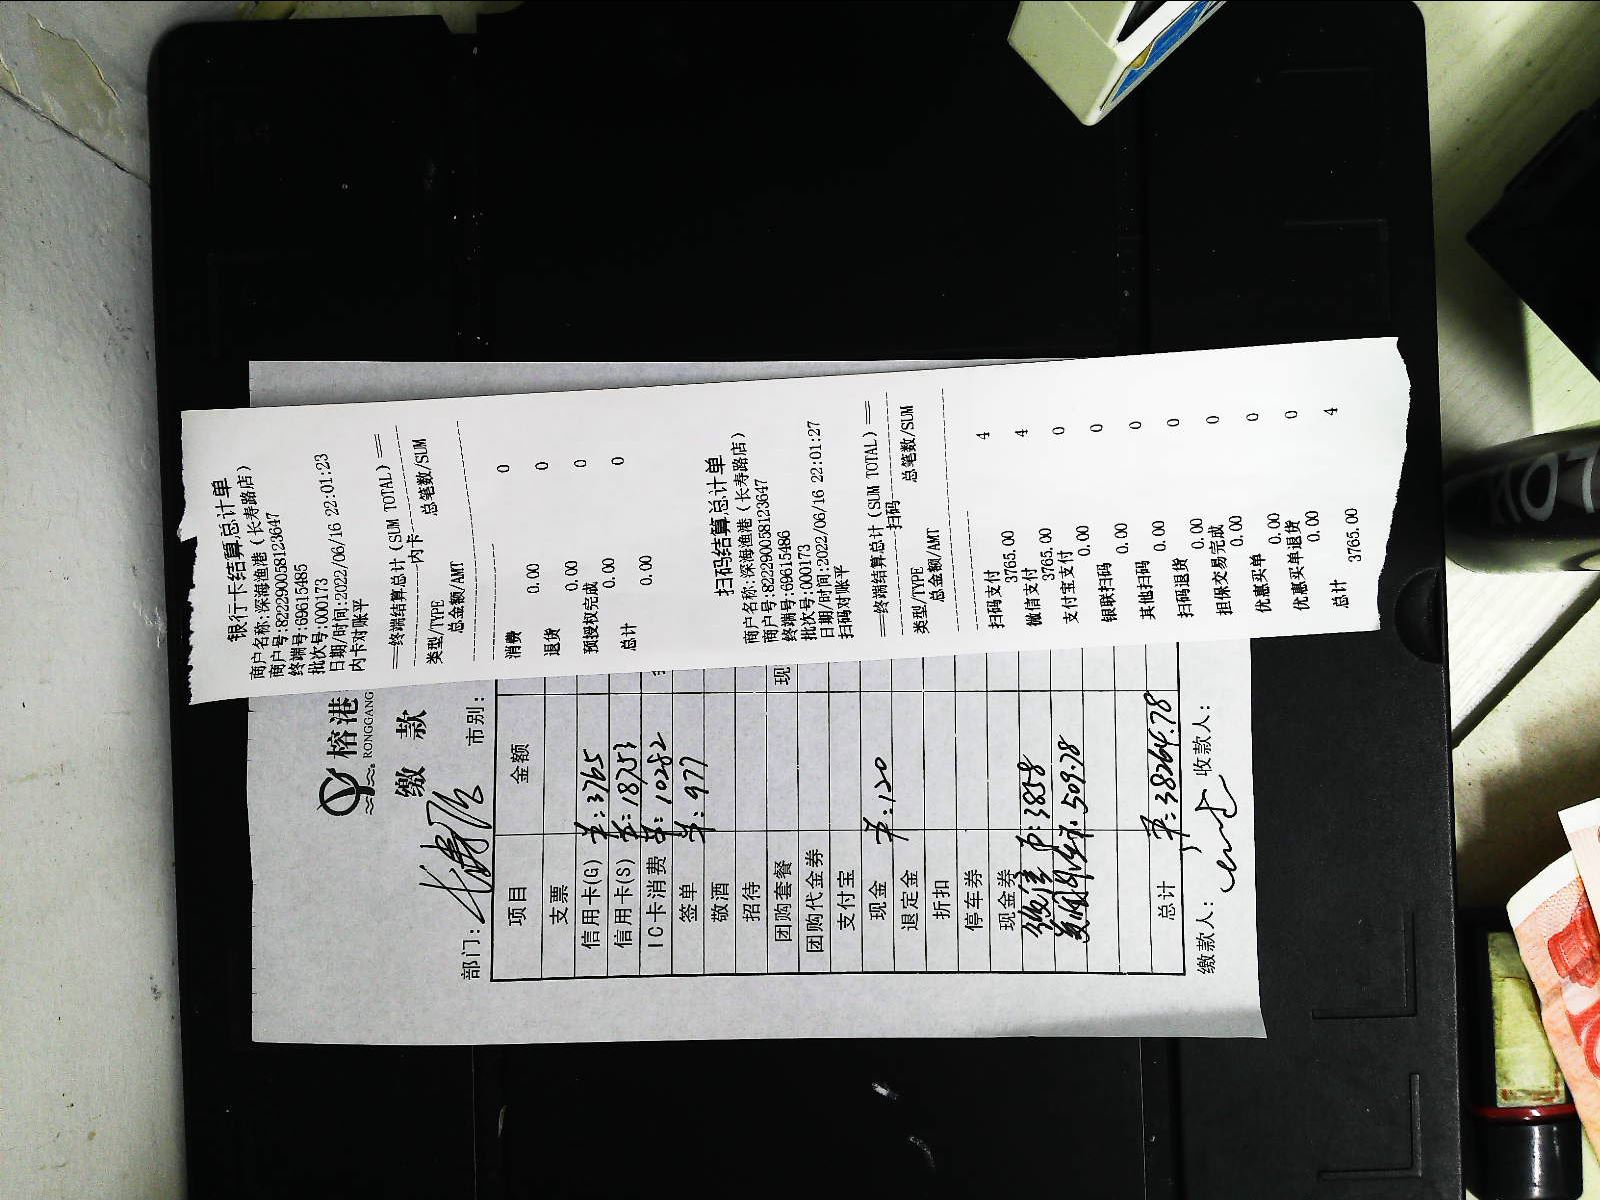 银行卡结算总计单
商户名称:深海渔港(长寿路店)
商户号:822290058123647
终端号:69615485
批次号:000173
日期/时间:2022/06/16 22:01:23
内卡对账平
==终端结算总计(SUM TOTAL)==
内卡
类型/TYPE 总笔数/SUM
总金额/AMT
消费 0
0.00
退货 0
0.00
预授权完成 0
0.00
总计 0
0.00
扫码结算总计单
商户名称:深海渔港(长寿路店)
商户号:822290058123647
终端号:69615486
批次号:000173
日期/时间:2022/06/16 22:01:27
扫码对账平
==终端结算总计(SUM TOTAL)==
扫码
类型/TYPE 总笔数/SUM
总金额/AMT
扫码支付 4
3765.00
微信支付 4
3765.00
支付宝支付 0
0.00
银联扫码 0
0.00
其他扫码 0
0.00
扫码退货 0
0.00
担保交易完成 0
0.00
优惠买单 0
0.00
优惠买单退货 0
0.00
总计 4
3765.00
榕港
RONGGANG
缴 款
部门: 长寿店 市别:
项目 金额
支票
信用卡(G) 羊:3765
信用卡(S) 羊:18753
IC卡消费 羊:10282
签单 羊:977
敬酒
招待
团购套餐 现
团购代金券
支付宝
现金 羊:120
退定金
折扣
停车券
现金券
:3858
509.78
总计 羊:38264.78
缴款人: 收款人: